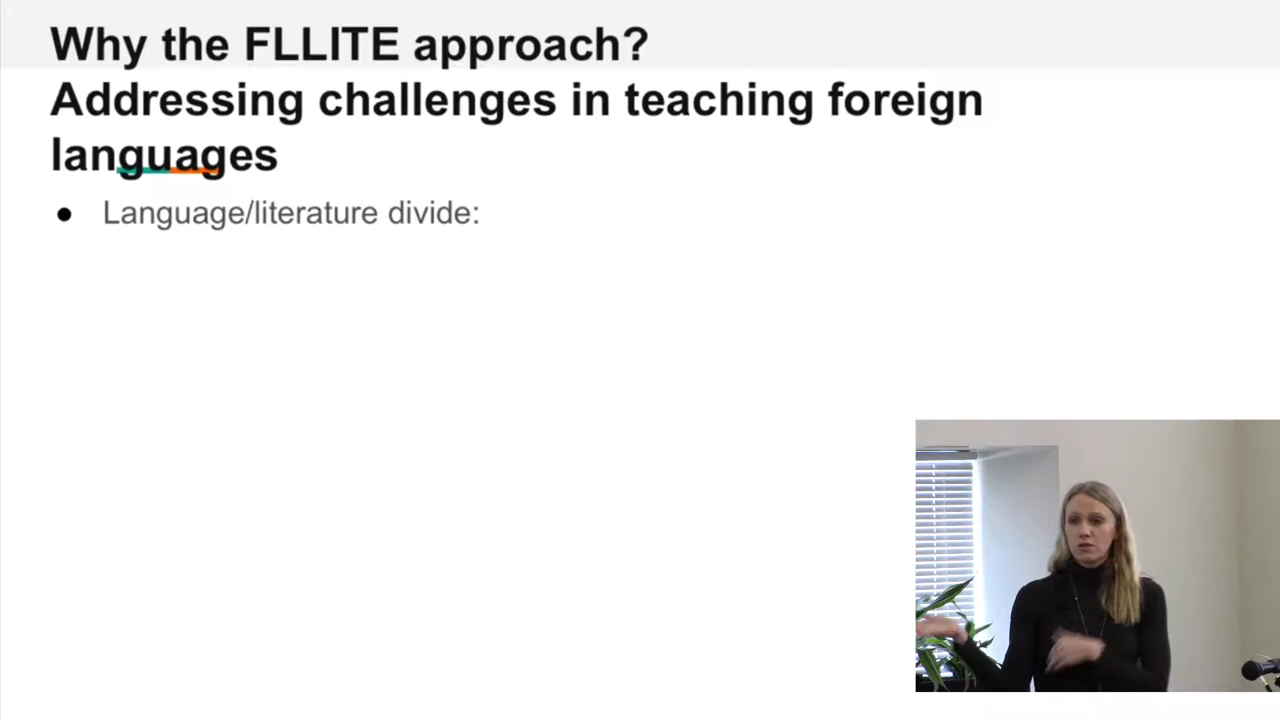 Why the FLLITE approach?
Addressing challenges in teaching foreign
languages
● Language/literature divide: